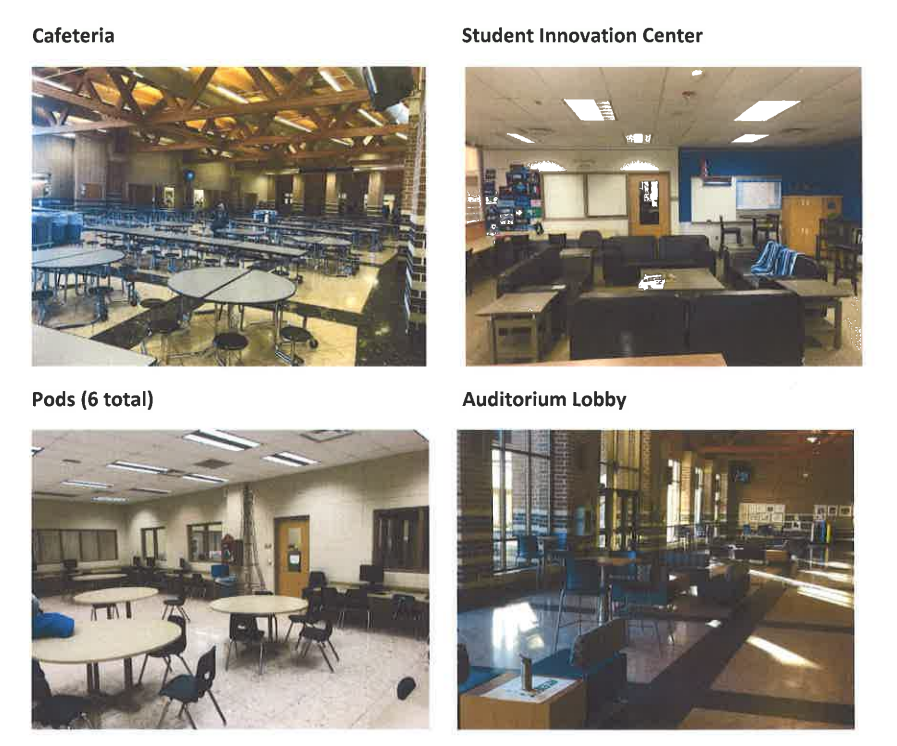 Cafeteria
Student Innovation Center
Pods (6 total)
Auditorium Lobby